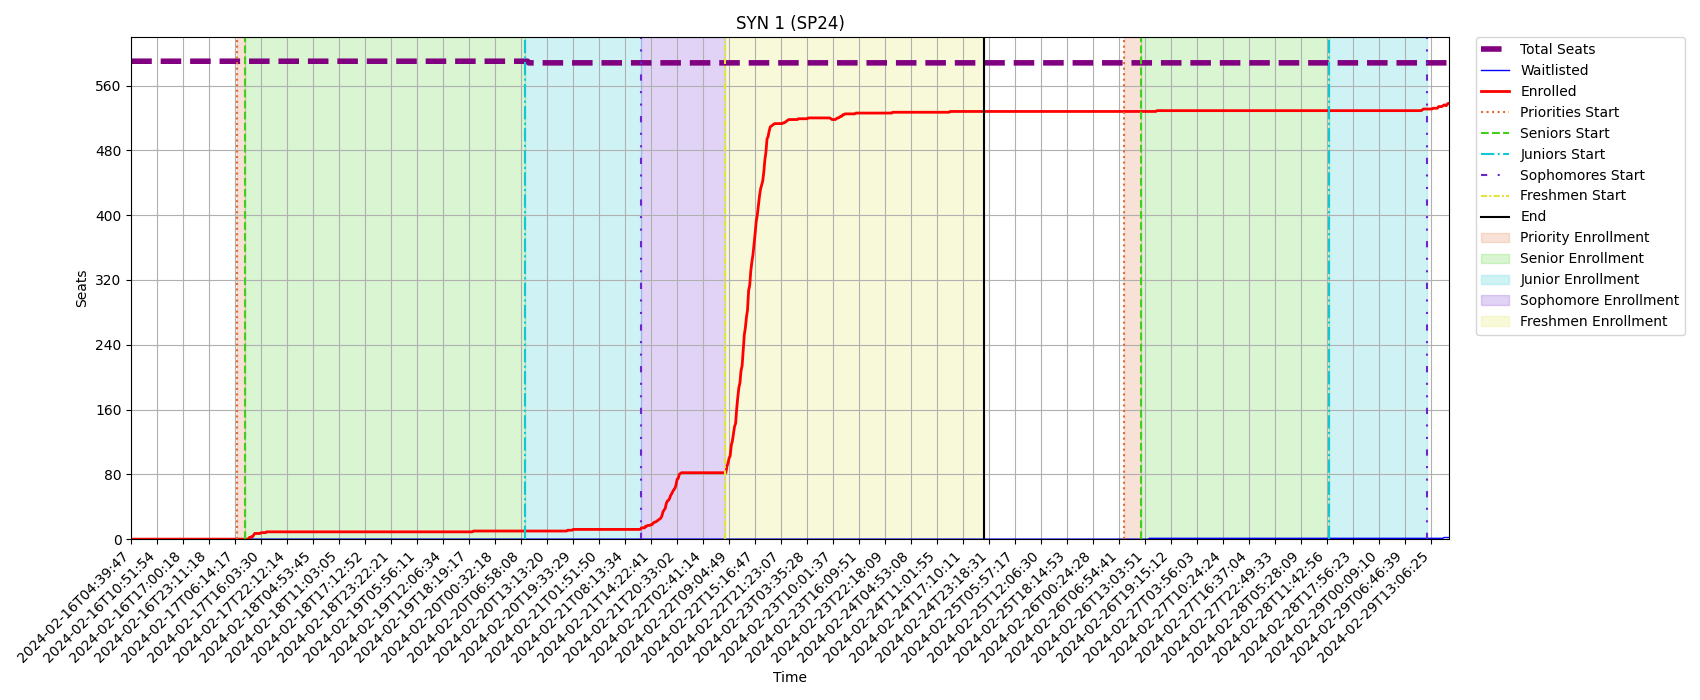 SYN 1 (SP24)
Seats
560
480
400
320
240
160
80
0
2024-02-16T04:39:47
2024-02-16T10:51:54
2024-02-16T17:00:18
2024-02-16T23:11:18
2024-02-17T06:14:17
2024-02-17T16:03:30
2024-02-17T22:12:14
2024-02-18T04:53:45
2024-02-18T11:03:05
2024-02-18T17:12:52
2024-02-18T23:22:21
2024-02-19T05:56:11
2024-02-19T12:06:34
2024-02-19T18:19:17
2024-02-20T00:32:18
2024-02-20T06:58:08
2024-02-20T13:13:20
2024-02-20T19:33:29
2024-02-21T01:51:50
2024-02-21T08:13:34
2024-02-21T14:22:41
2024-02-21T20:33:02
2024-02-22T02:41:14
2024-02-22T09:04:49
2024-02-22T15:16:47
2024-02-22T21:23:07
2024-02-23T03:35:28
2024-02-23T10:01:37
2024-02-23T16:09:51
2024-02-23T22:18:09
2024-02-24T04:53:08
2024-02-24T11:01:55
2024-02-24T17:10:11
2024-02-24T23:18:31
2024-02-25T05:57:17
2024-02-25T12:06:30
2024-02-25T18:14:53
2024-02-26T00:24:28
2024-02-26T06:54:41
2024-02-26T13:03:51
2024-02-26T19:15:12
2024-02-27T03:56:03
2024-02-27T10:24:24
2024-02-27T16:37:04
2024-02-27T22:49:33
2024-02-28T05:28:09
2024-02-28T11:42:56
2024-02-28T17:56:23
2024-02-29T00:09:10
2024-02-29T06:46:39
2024-02-29T13:06:25
Time
Total Seats
Waitlisted
Enrolled
Priorities Start
Seniors Start
Juniors Start
Sophomores Start
Freshmen Start
End
Priority Enrollment
Senior Enrollment
Junior Enrollment
Sophomore Enrollment
Freshmen Enrollment